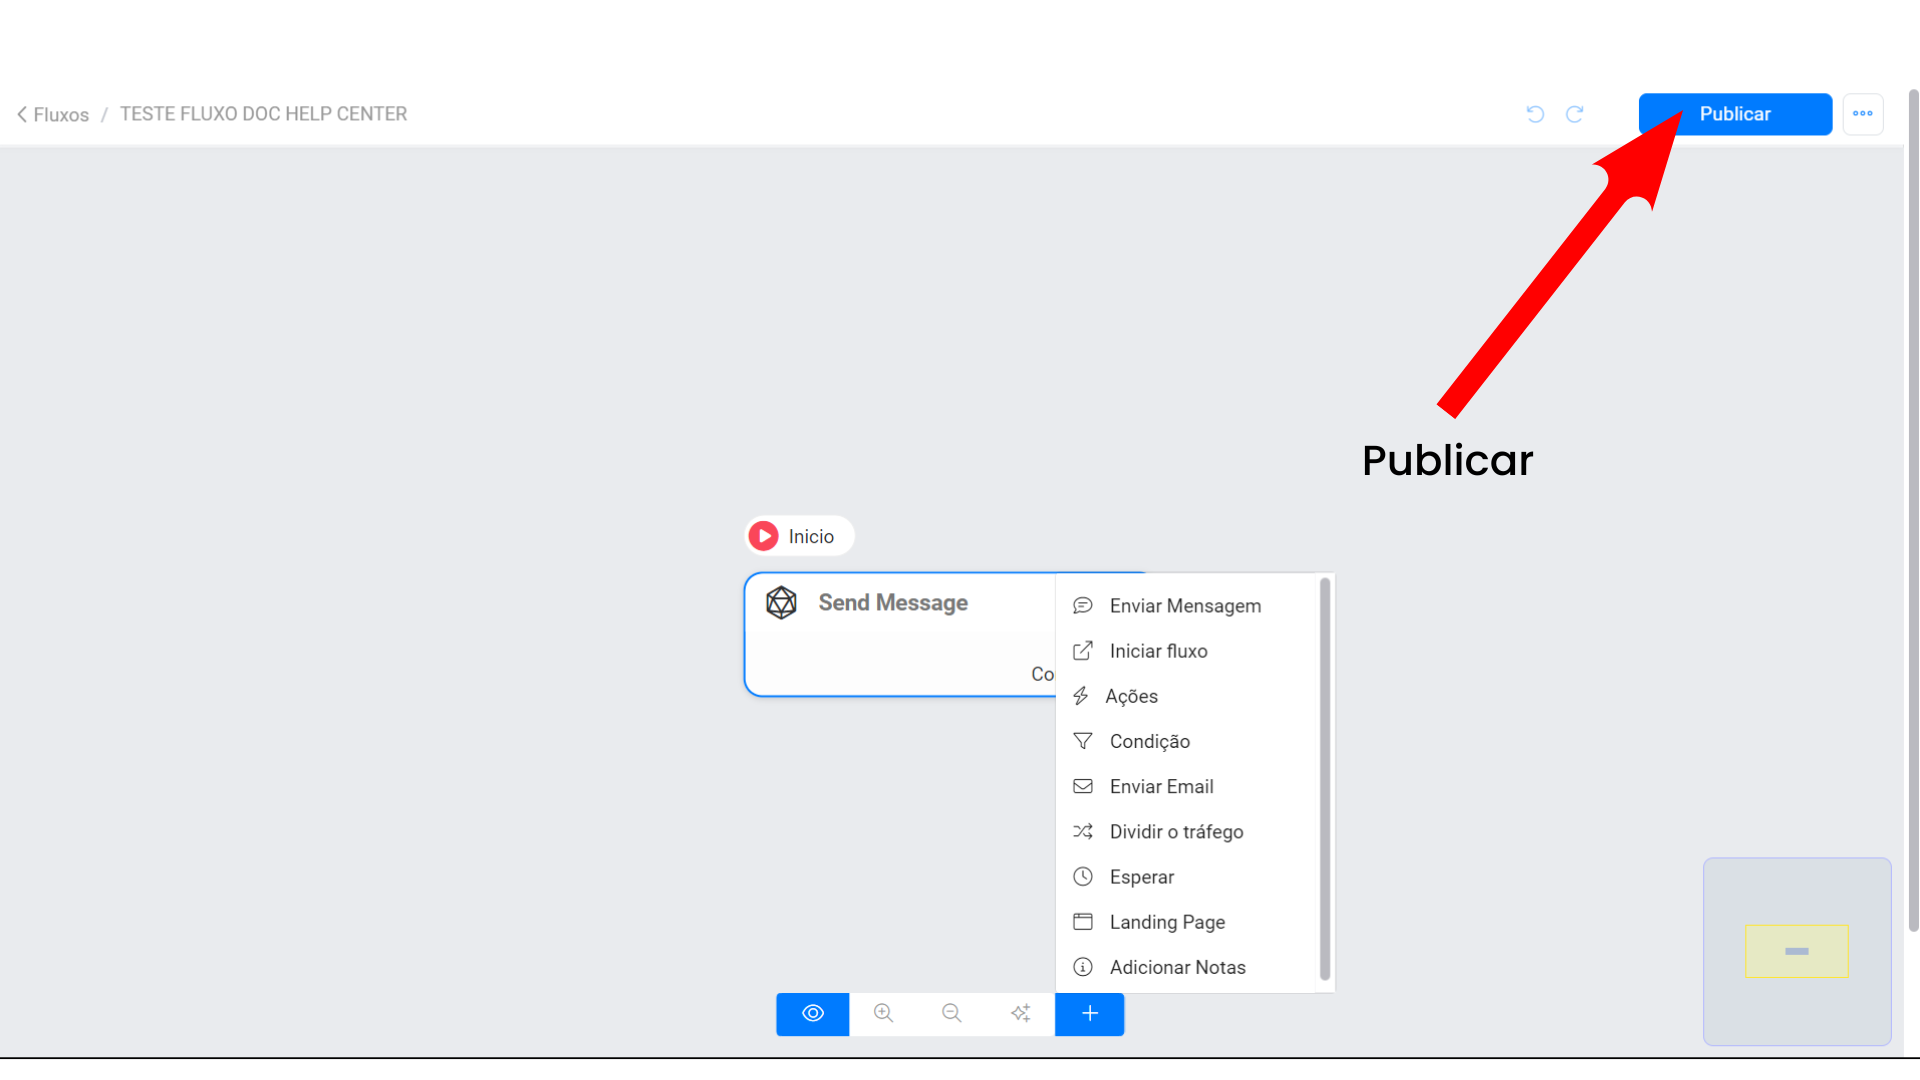 Fluxos / TESTE FLUXO DOC HELP CENTER
Publicar
Publicar
Inicio
Send Message
Co
Enviar Mensagem
Iniciar fluxo
Ações
Condição
Enviar Email
Dividir o tráfego
Esperar
Landing Page
Adicionar Notas